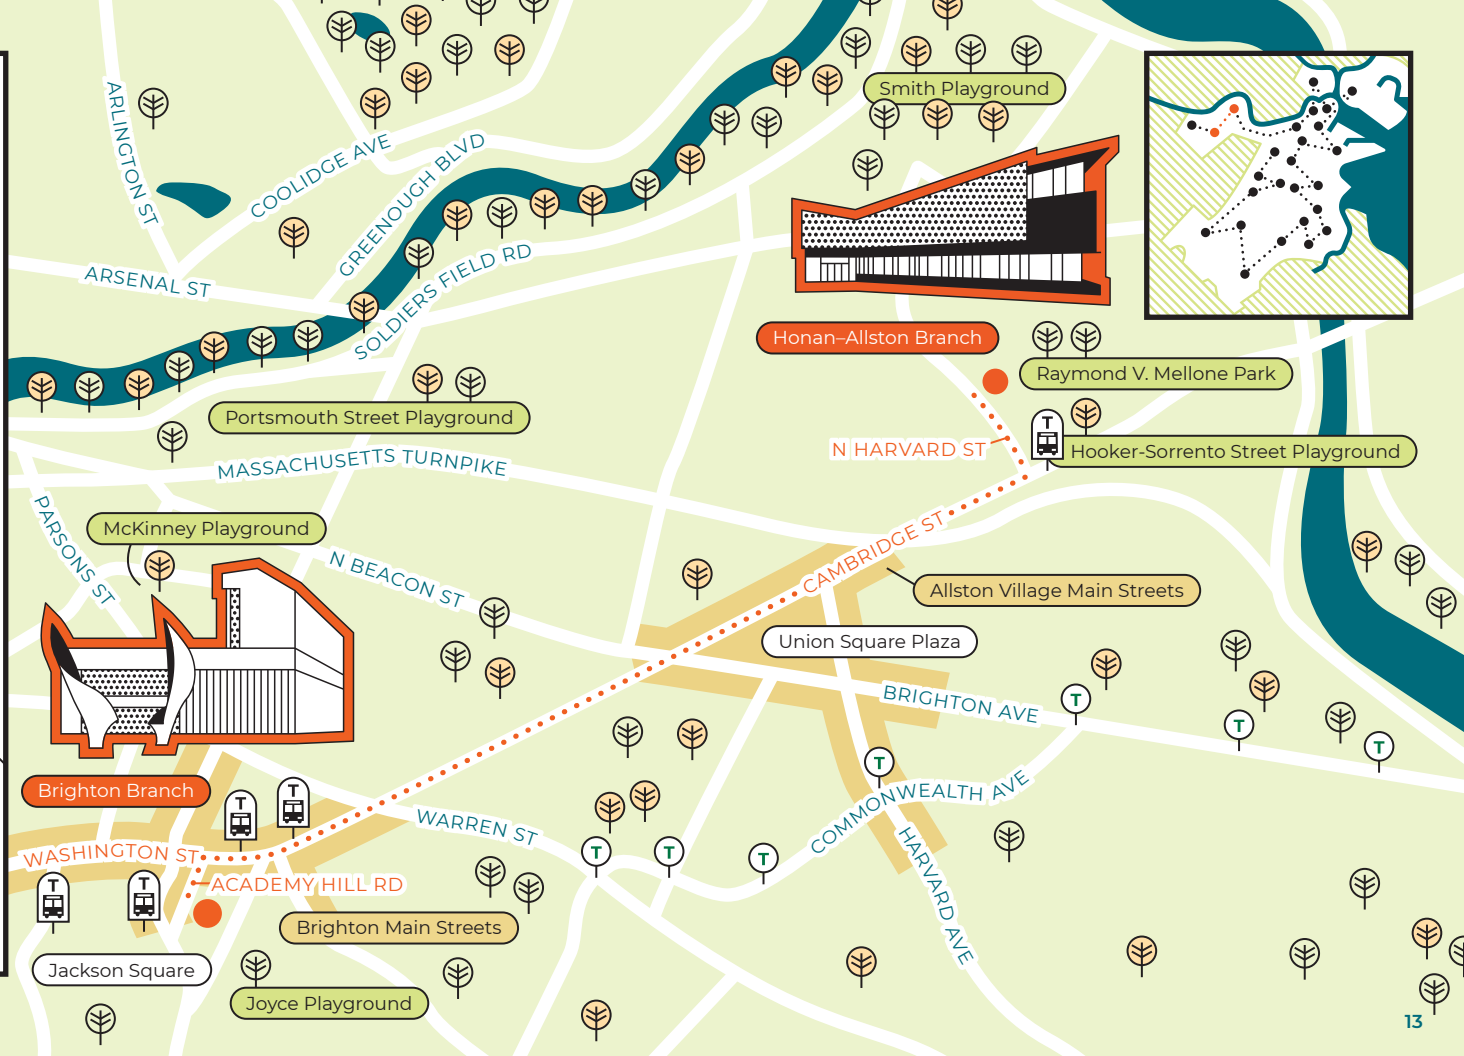 Smith Playground
ARLINGTON ST
COOLIDGE AVE
GREENOUGH BLVD
ARSENAL ST
SOLDIERS FIELD RD
Honan–Allston Branch
Raymond V. Mellone Park
Portsmouth Street Playground
N HARVARD ST
T
Hooker-Sorrento Street Playground
MASSACHUSETTS TURNPIKE
PARSONS ST
McKinney Playground
N BEACON ST
CAMBRIDGE ST
Allston Village Main Streets
Union Square Plaza
BRIGHTON AVE
T
T
T
T
Brighton Branch
T
T
COMMONWEALTH AVE
WARREN ST
HARVARD AVE
T
T
T
WASHINGTON ST
T
T
ACADEMY HILL RD
Brighton Main Streets
Jackson Square
Joyce Playground
13